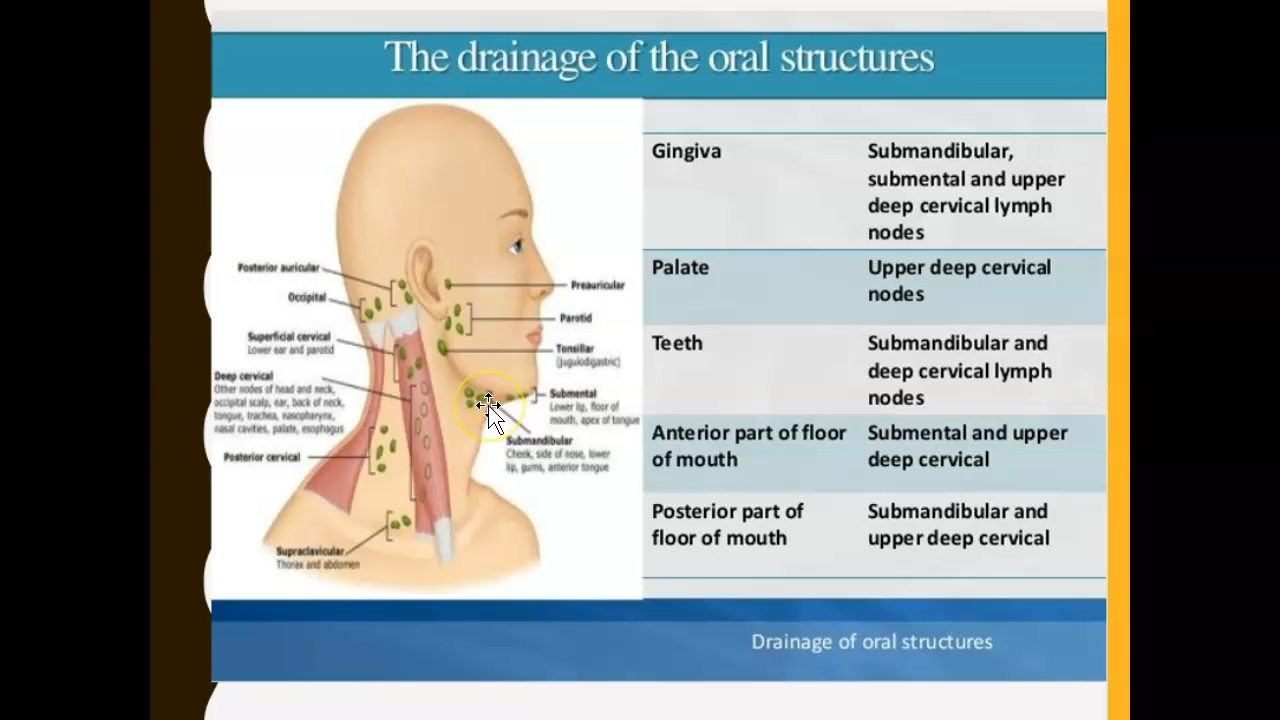 The drainage of the oral structures
Posterior auricular
Occipital
Superficial cervical
Lower ear and parotid
Deep cervical
Other nodes of head and neck,
occipital scalp, ear, back of neck,
tongue, trachea, nasopharynx,
nasal cavities, palate, esophagus
Posterior cervical
Supraclavicular
Thorax and abdomen
Preauricular
Parotid
Tonsillar
(jugulodigastric)
Submental
Lower lip, floor of
mouth, apex of tongue
Submandibular
Cheek, side of nose, lower
lip, gums, anterior tongue
Gingiva
Submandibular,
submental and upper
deep cervical lymph
nodes
Palate
Upper deep cervical
nodes
Teeth
Submandibular and
deep cervical lymph
nodes
Anterior part of floor
of mouth
Submental and upper
deep cervical
Posterior part of
floor of mouth
Submandibular and
upper deep cervical
Drainage of oral structures